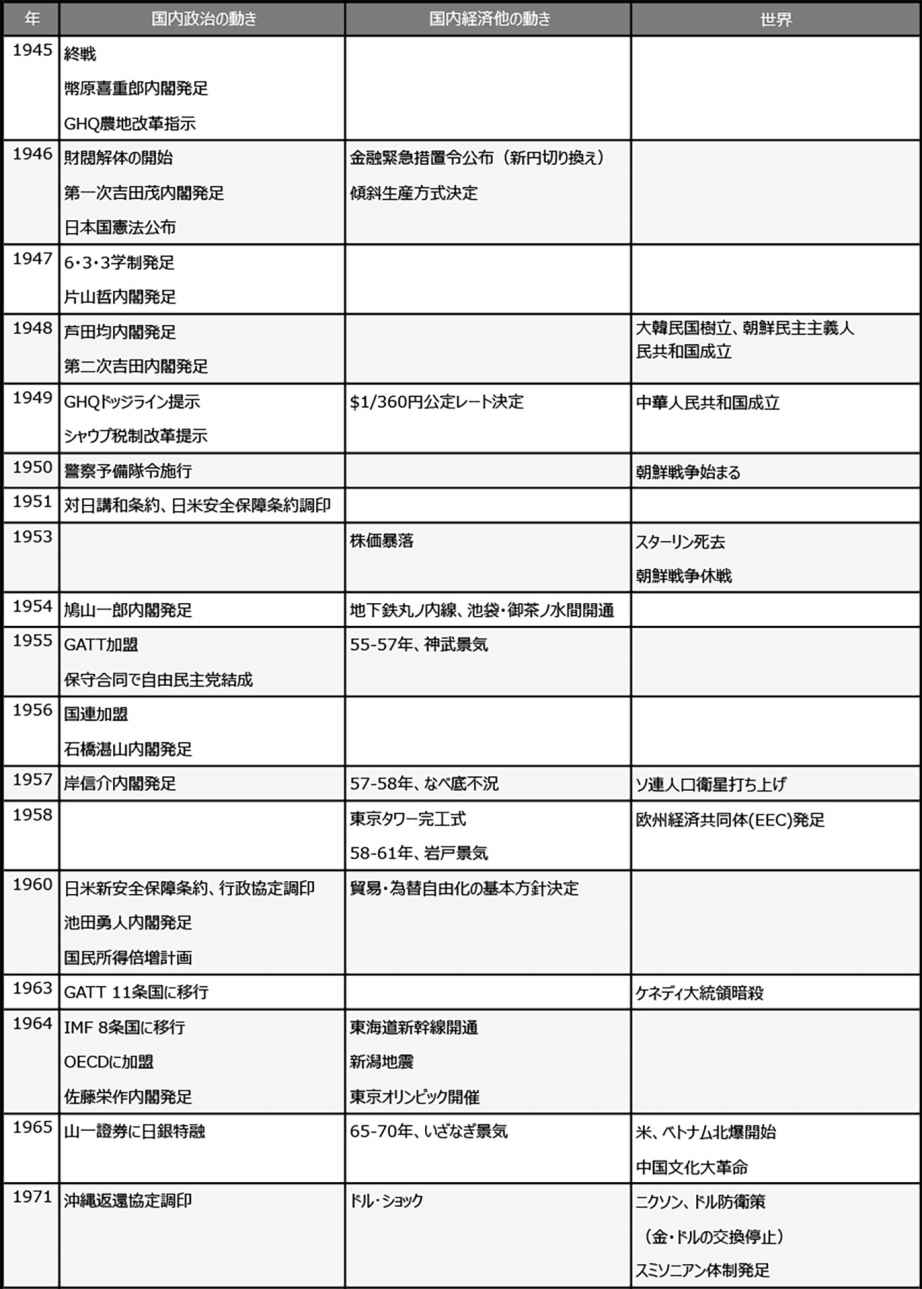 年 国内政治の動き 国内経済他の動き 世界
1945 終戦
幣原喜重郎内閣発足
GHQ農地改革指示
1946 財閥解体の開始 金融緊急措置令公布（新円切り換え）
第一次吉田茂内閣発足 傾斜生産方式決定
日本国憲法公布
1947 6・3・3学制発足
片山哲内閣発足
1948 芦田均内閣発足 大韓民国樹立、朝鮮民主主義人
第二次吉田内閣発足 民共和国成立
1949 GHQドッジライン提示 $1/360円公定レート決定 中華人民共和国成立
シャウプ税制改革提示
1950 警察予備隊令施行 朝鮮戦争始まる
1951 対日講和条約、日米安全保障条約調印
1953 株価暴落 スターリン死去
朝鮮戦争休戦
1954 鳩山一郎内閣発足 地下鉄丸ノ内線、池袋・御茶ノ水間開通
1955 GATT加盟 55-57年、神武景気
保守合同で自由民主党結成
1956 国連加盟
石橋湛山内閣発足
1957 岸信介内閣発足 57-58年、なべ底不況 ソ連人口衛星打ち上げ
1958 東京タワー完工式 欧州経済共同体(EEC)発足
58-61年、岩戸景気
1960 日米新安全保障条約、行政協定調印 貿易・為替自由化の基本方針決定
池田勇人内閣発足
国民所得倍増計画
1963 GATT 11条国に移行 ケネディ大統領暗殺
1964 IMF 8条国に移行 東海道新幹線開通
OECDに加盟 新潟地震
佐藤栄作内閣発足 東京オリンピック開催
1965 山一證券に日銀特融 65-70年、いざなぎ景気 米、ベトナム北爆開始
中国文化大革命
1971 沖縄返還協定調印 ドル・ショック ニクソン、ドル防衛策
（金・ドルの交換停止）
スミソニアン体制発足